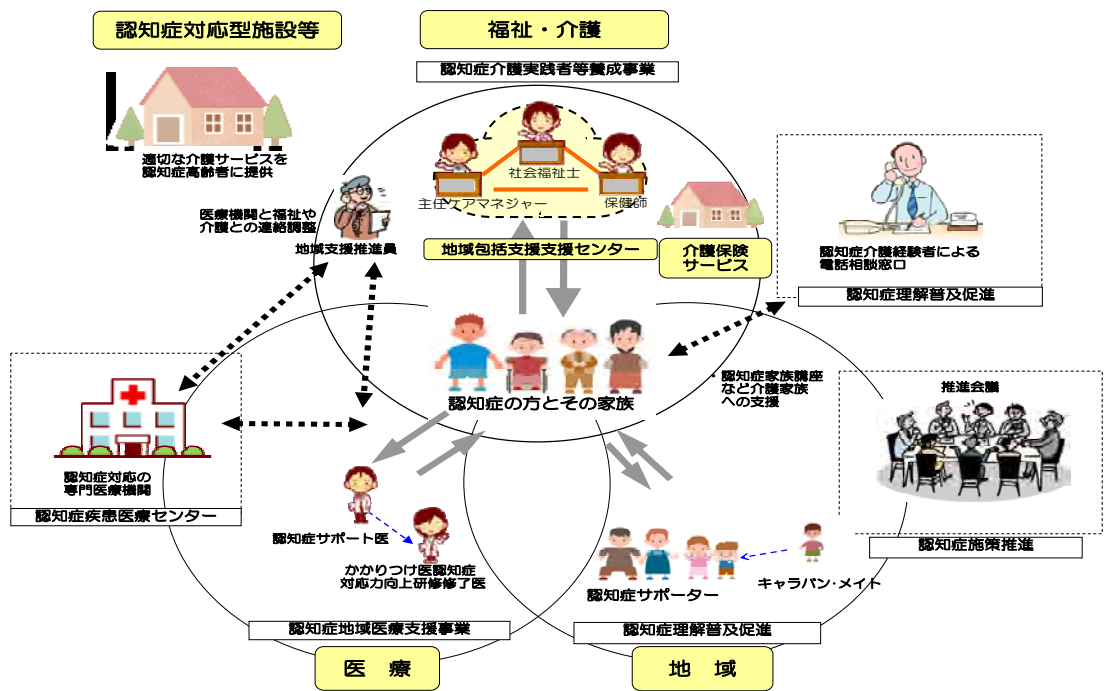 認知症対応型施設等
福祉・介護
認知症介護実践者等養成事業
適切な介護サービスを
認知症高齢者に提供
社会福祉士
主任ケアマネジャー
保健師
医療機関と福祉や
介護との連絡調整
地域支援推進員
地域包括支援支援センター
介護保険
サービス
認知症介護経験者による
電話相談窓口
認知症理解普及促進
認知症の方とその家族
・認知症家族講座
など介護家族
への支援
推進会議
認知症対応の
専門医療機関
認知症疾患医療センター
認知症サポート医
かかりつけ医認知症
対応力向上研修修了医
認知症サポーター
キャラバン・メイト
認知症施策推進
認知症地域医療支援事業
認知症理解普及促進
医 療
地 域